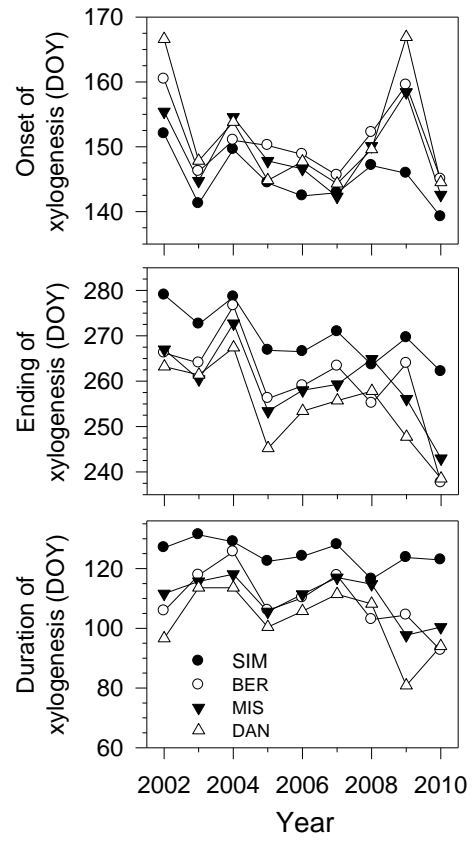 170
160
150
140
Onset of
xylogenesis (DOY)
280
270
260
250
240
Ending of
xylogenesis (DOY)
120
100
80
60
Duration of
xylogenesis (DOY)
SIM
BER
MIS
DAN
2002 2004 2006 2008 2010
Year